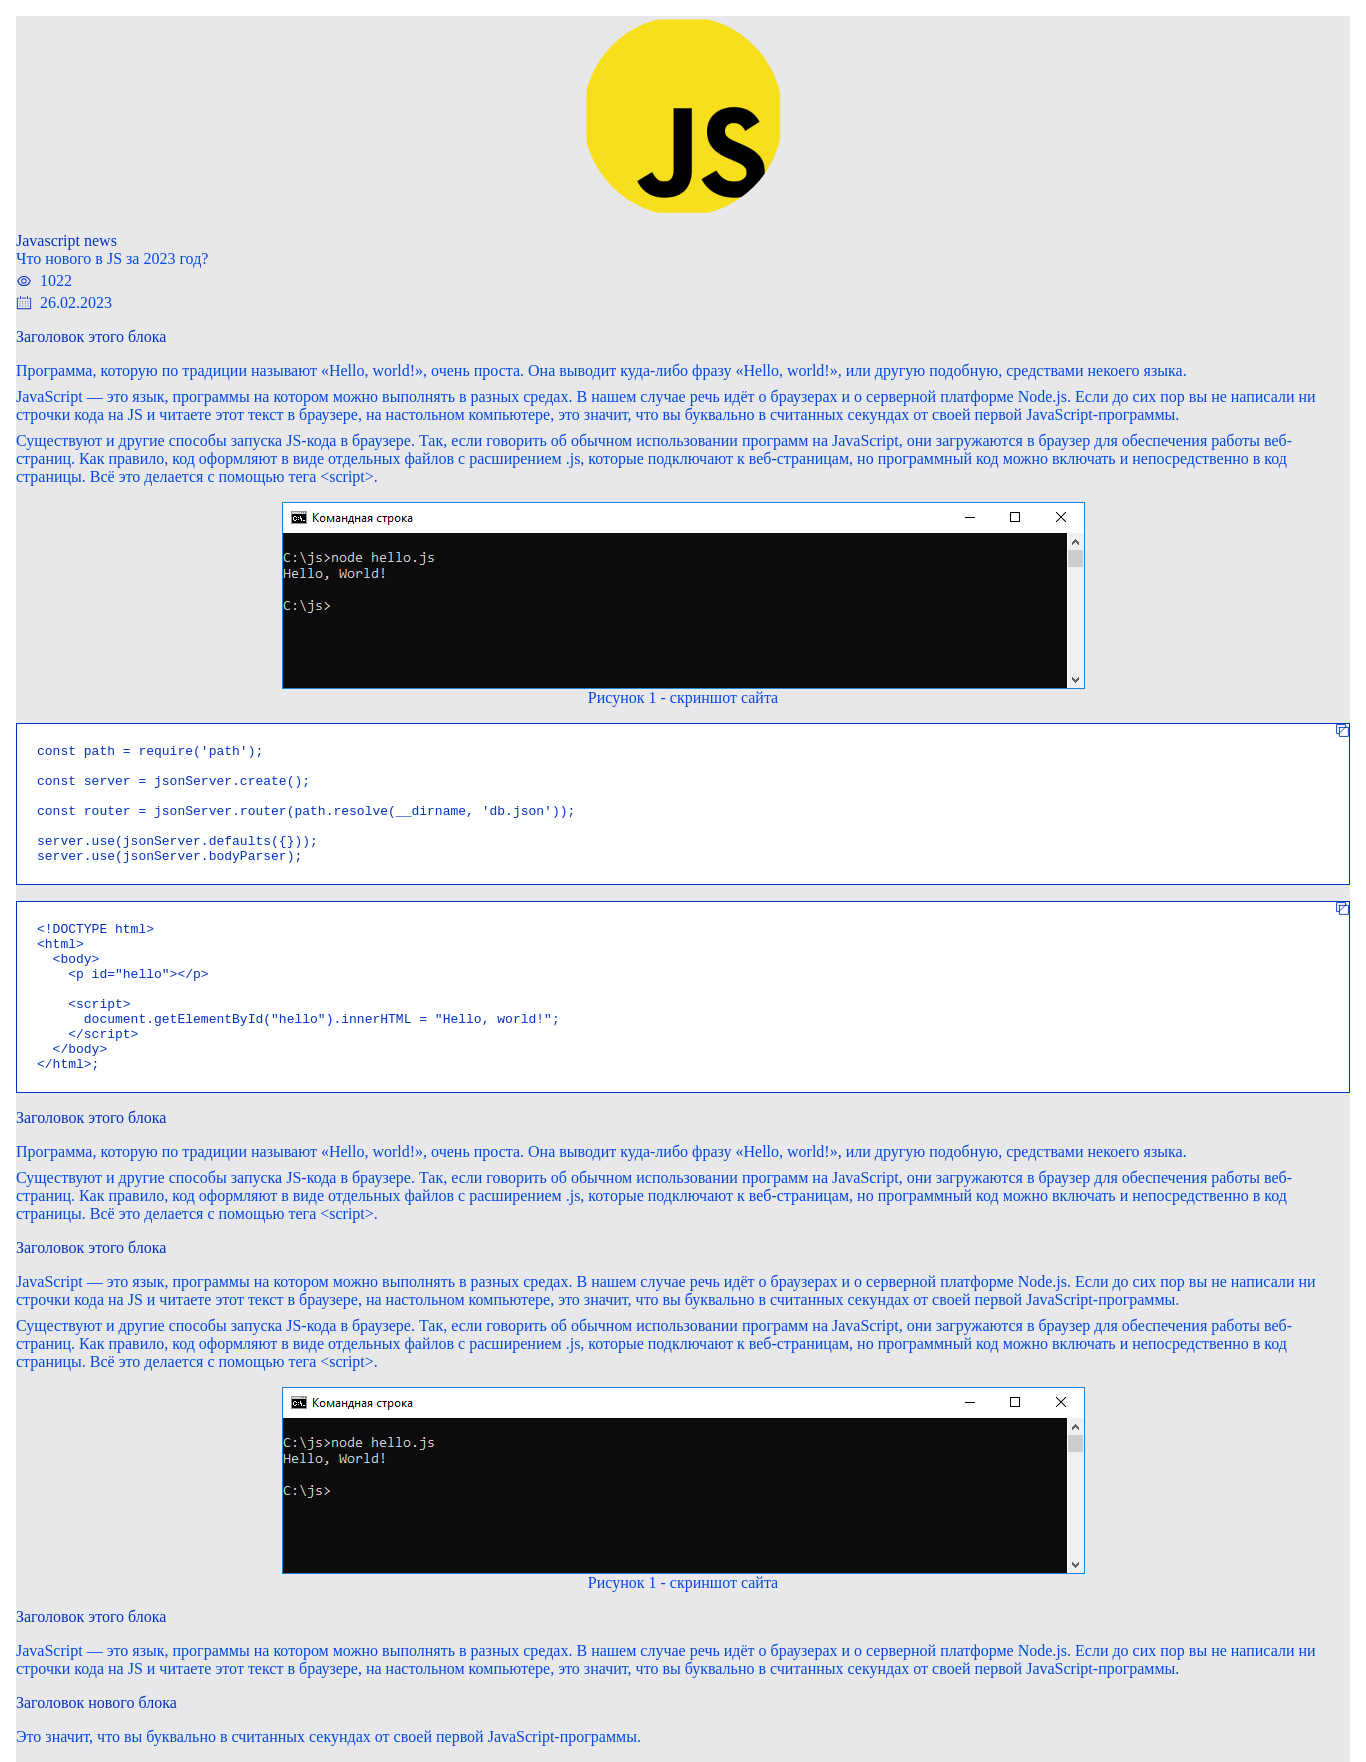 JS
Javascript news
Что нового в JS за 2023 год?
1022
26.02.2023
Заголовок этого блока
Программа, которую по традиции называют «Hello, world!», очень проста. Она выводит куда-либо фразу «Hello, world!», или другую подобную, средствами некоего языка.
JavaScript — это язык, программы на котором можно выполнять в разных средах. В нашем случае речь идёт о браузерах и о серверной платформе Node.js. Если до сих пор вы не написали ни
строчки кода на JS и читаете этот текст в браузере, на настольном компьютере, это значит, что вы буквально в считанных секундах от своей первой JavaScript-программы.
Существуют и другие способы запуска JS-кода в браузере. Так, если говорить об обычном использовании программ на JavaScript, они загружаются в браузер для обеспечения работы веб-
страниц. Как правило, код оформляют в виде отдельных файлов с расширением .js, которые подключают к веб-страницам, но программный код можно включать и непосредственно в код
страницы. Всё это делается с помощью тега <script>.
Командная строка
C:\js>node hello.js
Hello, World!
C:\js>
Рисунок 1 - скриншот сайта
const path = require('path');
const server = jsonServer.create();
const router = jsonServer.router(path.resolve(__dirname, 'db.json'));
server.use(jsonServer.defaults({}));
server.use(jsonServer.bodyParser);
<!DOCTYPE html>
<html>
  <body>
    <p id="hello"></p>
    <script>
      document.getElementById("hello").innerHTML = "Hello, world!";
    </script>
  </body>
</html>;
Заголовок этого блока
Программа, которую по традиции называют «Hello, world!», очень проста. Она выводит куда-либо фразу «Hello, world!», или другую подобную, средствами некоего языка.
Существуют и другие способы запуска JS-кода в браузере. Так, если говорить об обычном использовании программ на JavaScript, они загружаются в браузер для обеспечения работы веб-
страниц. Как правило, код оформляют в виде отдельных файлов с расширением .js, которые подключают к веб-страницам, но программный код можно включать и непосредственно в код
страницы. Всё это делается с помощью тега <script>.
Заголовок этого блока
JavaScript — это язык, программы на котором можно выполнять в разных средах. В нашем случае речь идёт о браузерах и о серверной платформе Node.js. Если до сих пор вы не написали ни
строчки кода на JS и читаете этот текст в браузере, на настольном компьютере, это значит, что вы буквально в считанных секундах от своей первой JavaScript-программы.
Существуют и другие способы запуска JS-кода в браузере. Так, если говорить об обычном использовании программ на JavaScript, они загружаются в браузер для обеспечения работы веб-
страниц. Как правило, код оформляют в виде отдельных файлов с расширением .js, которые подключают к веб-страницам, но программный код можно включать и непосредственно в код
страницы. Всё это делается с помощью тега <script>.
Командная строка
C:\js>node hello.js
Hello, World!
C:\js>
Рисунок 1 - скриншот сайта
Заголовок этого блока
JavaScript — это язык, программы на котором можно выполнять в разных средах. В нашем случае речь идёт о браузерах и о серверной платформе Node.js. Если до сих пор вы не написали ни
строчки кода на JS и читаете этот текст в браузере, на настольном компьютере, это значит, что вы буквально в считанных секундах от своей первой JavaScript-программы.
Заголовок нового блока
Это значит, что вы буквально в считанных секундах от своей первой JavaScript-программы.